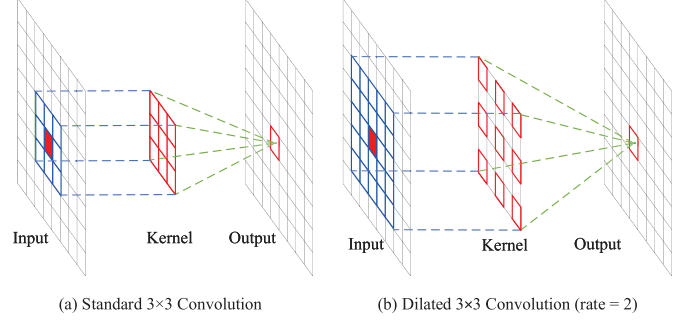 Input
Kernel
Output
(a) Standard 3×3 Convolution
Input
Kernel
Output
(b) Dilated 3×3 Convolution (rate = 2)